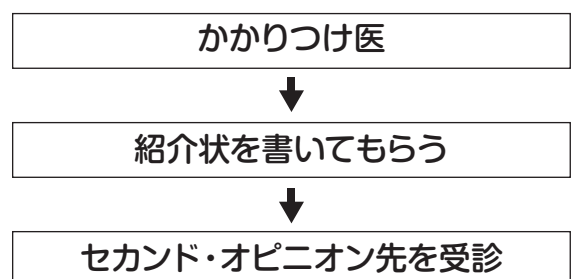 かかりつけ医
紹介状を書いてもらう
セカンド・オピニオン先を受診